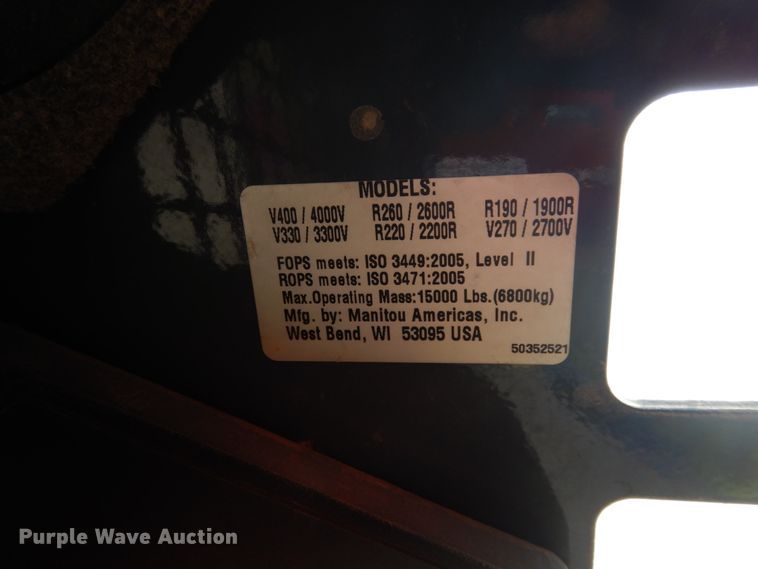 MODELS:
V400 / 4000V R260 / 2600R R190 / 1900R
V330 / 3300V R220 / 2200R V270 / 2700V
FOPS meets: ISO 3449:2005, Level II
ROPS meets: ISO 3471:2005
Max.Operating Mass:15000 Lbs.(6800kg)
Mfg. by: Manitou Americas, Inc.
West Bend, WI 53095 USA
50352521
Purple Wave Auction